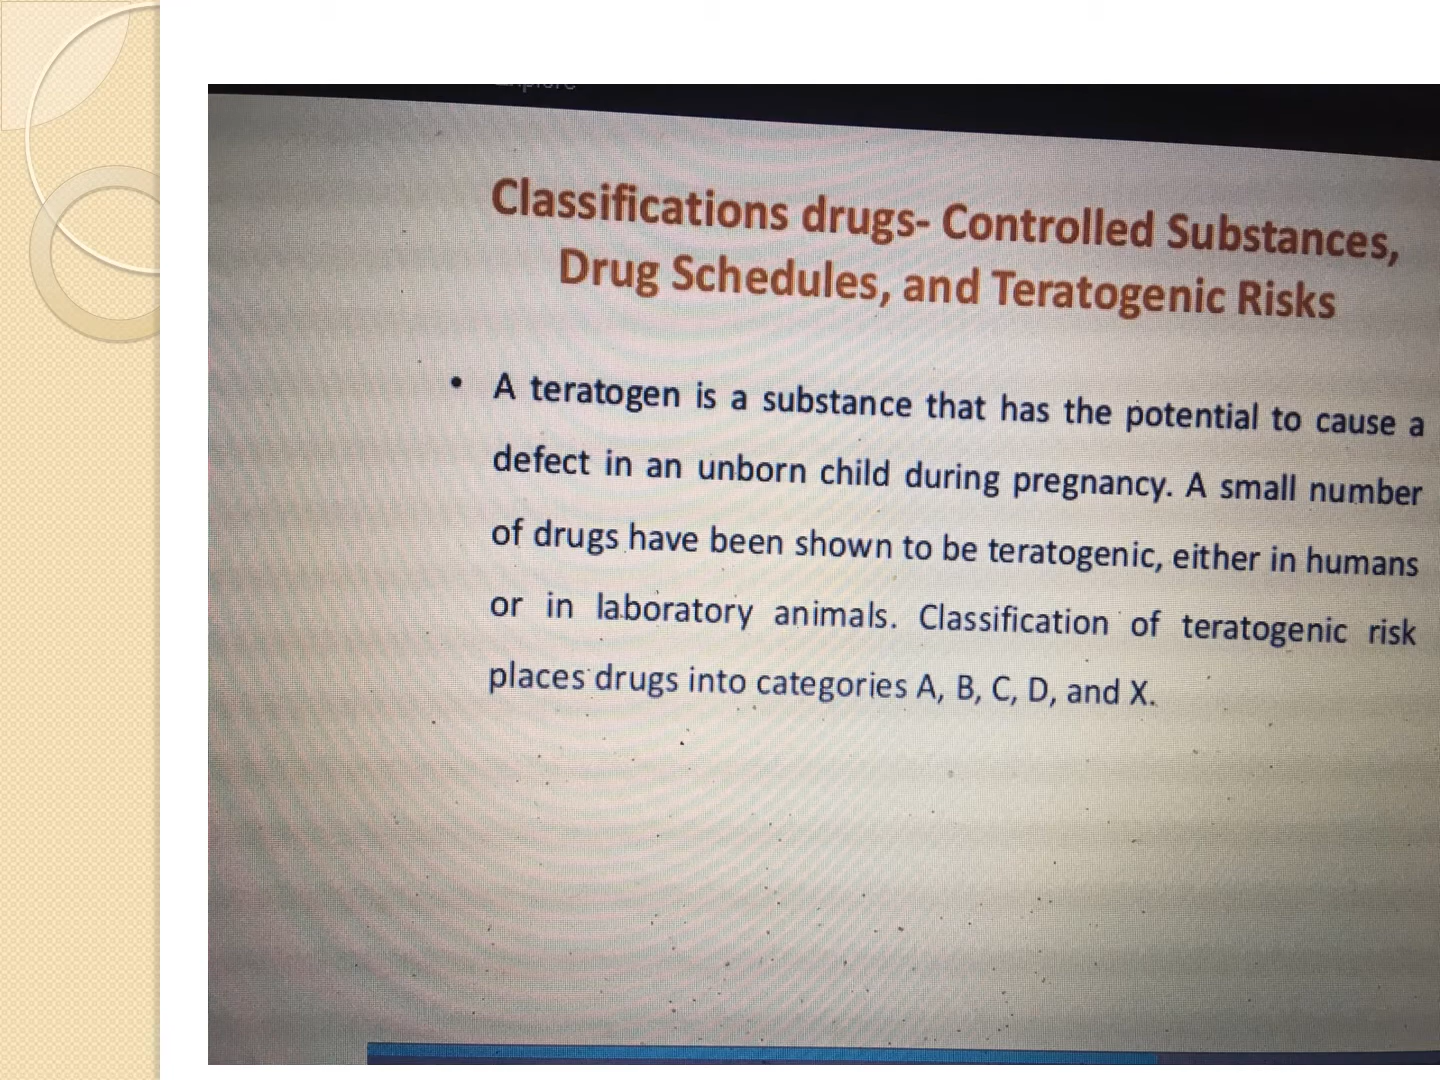 Classifications drugs- Controlled Substances,
Drug Schedules, and Teratogenic Risks
• A teratogen is a substance that has the potential to cause a
defect in an unborn child during pregnancy. A small number
of drugs have been shown to be teratogenic, either in humans
or in laboratory animals. Classification of teratogenic risk
places drugs into categories A, B, C, D, and X.